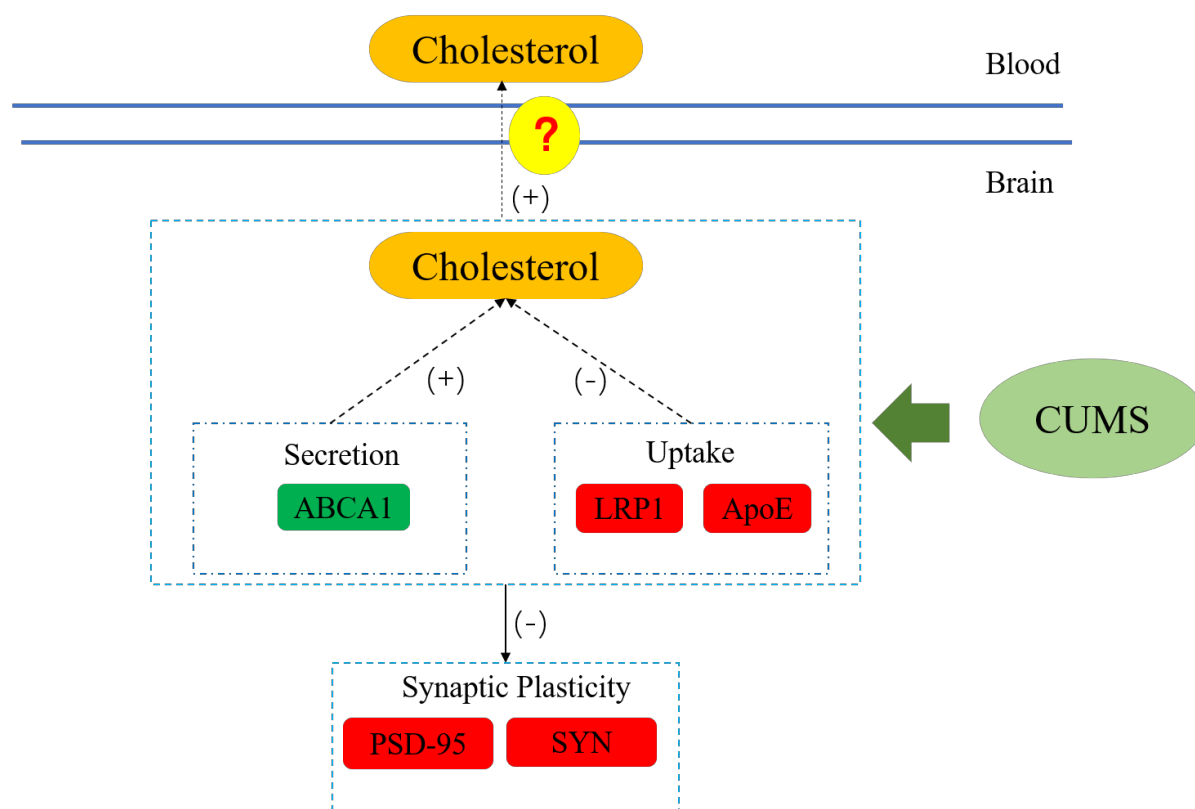 Cholesterol
Blood
?
Brain
(+)
Cholesterol
(+)
(-)
CUMS
Secretion
Uptake
ABCA1
LRP1
ApoE
(-)
Synaptic Plasticity
PSD-95
SYN